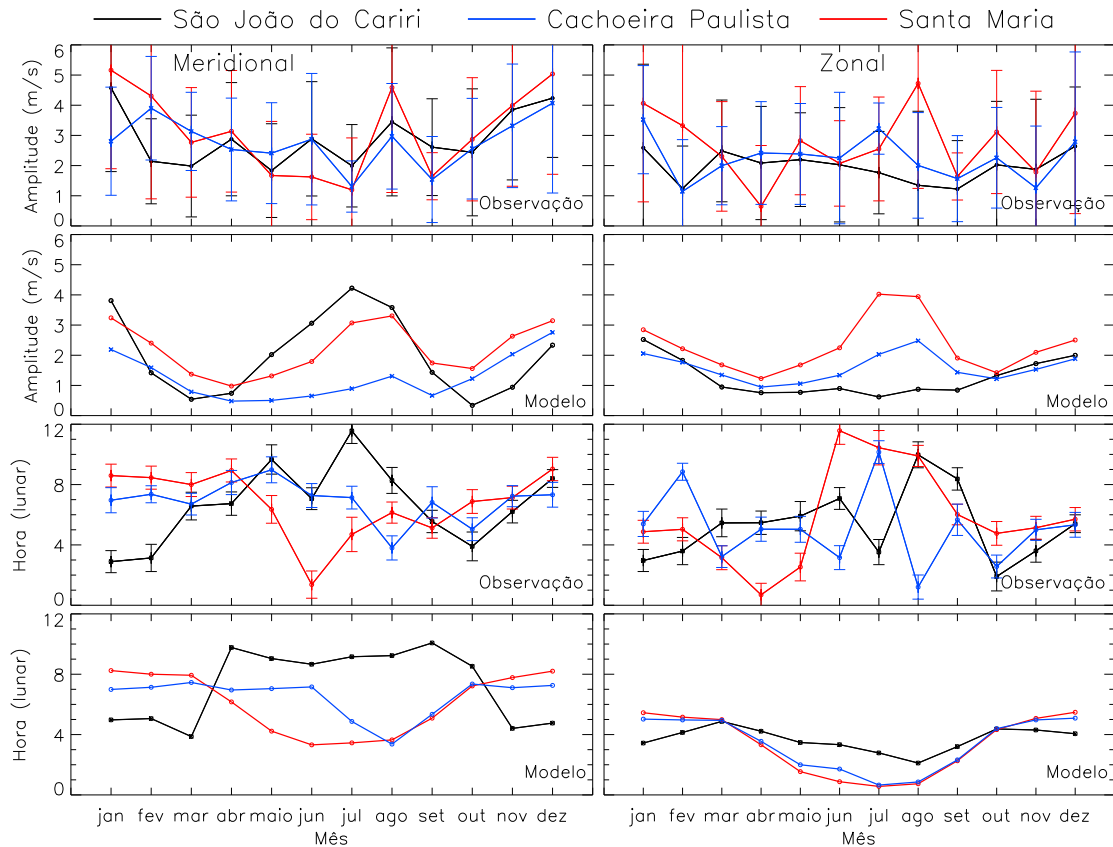 São João do Cariri Cachoeira Paulista Santa Maria
Meridional Zonal
Amplitude (m/s)
6
5
4
3
2
1
0
Observação Observação
Amplitude (m/s)
6
5
4
3
2
1
0
Modelo Modelo
Hora (lunar)
12
8
4
0
Observação Observação
Hora (lunar)
12
8
4
0
Modelo Modelo
jan fev mar abr maio jun jul ago set out nov dez jan fev mar abr maio jun jul ago set out nov dez
Mês Mês